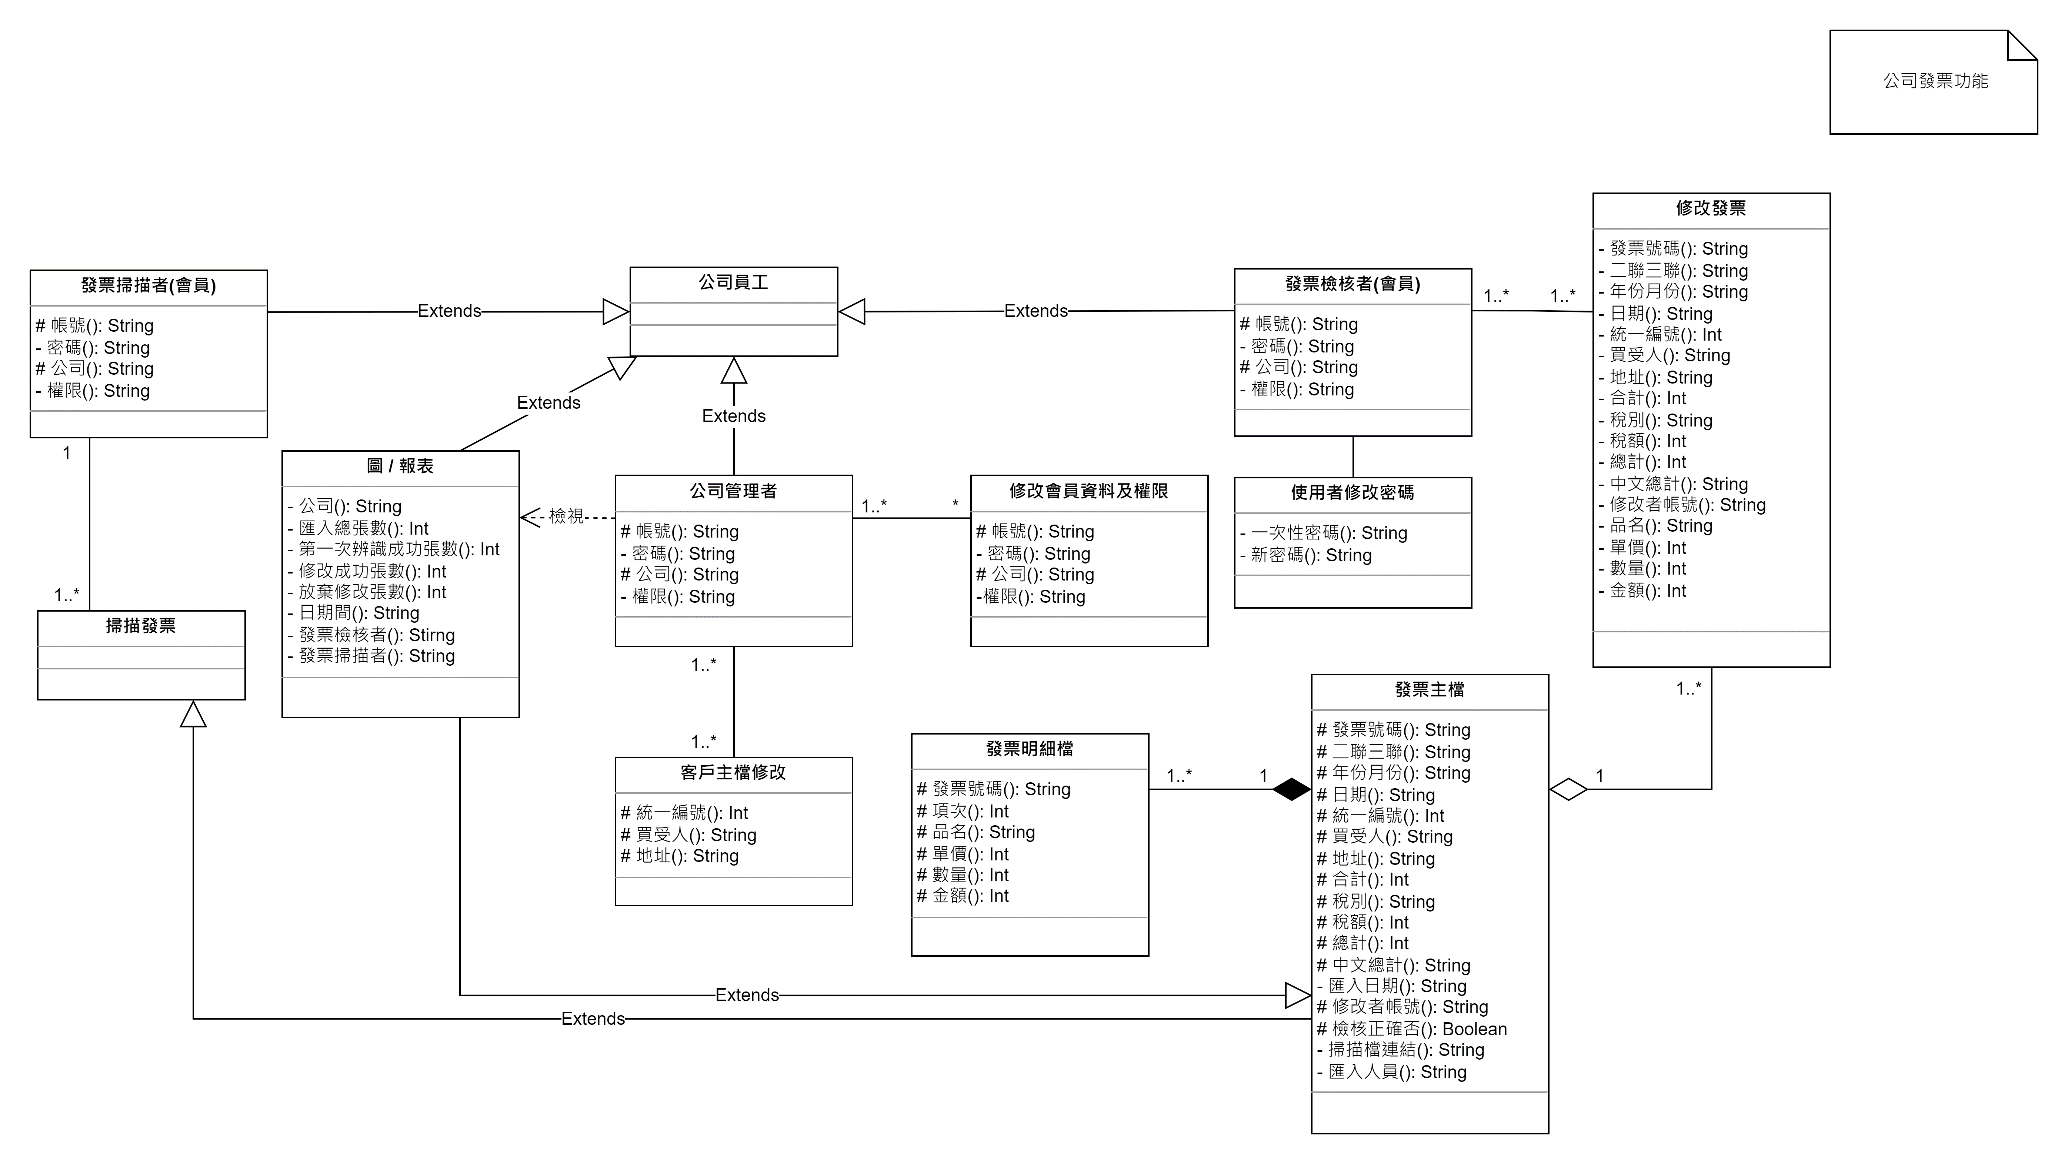 公司發票功能
發票掃描者(會員)
# 帳號(): String
- 密碼(): String
# 公司(): String
- 權限(): String
Extends
公司員工
Extends
發票檢核者(會員)
# 帳號(): String
- 密碼(): String
# 公司(): String
- 權限(): String
1..*
1..*
修改發票
- 發票號碼(): String
- 二聯三聯(): String
- 年份月份(): String
- 日期(): String
- 統一編號(): Int
- 買受人(): String
- 地址(): String
- 合計(): Int
- 稅別(): String
- 稅額(): Int
- 總計(): Int
- 中文總計(): String
- 修改者帳號(): String
- 品名(): String
- 單價(): Int
- 數量(): Int
- 金額(): Int
Extends
Extends
1
1..*
掃描發票
圖 / 報表
- 公司(): String
- 匯入總張數(): Int
- 第一次辨識成功張數(): Int
- 修改成功張數(): Int
- 放棄修改張數(): Int
- 日期間(): String
- 發票檢核者(): Stirng
- 發票掃描者(): String
檢視
公司管理者
# 帳號(): String
- 密碼(): String
# 公司(): String
- 權限(): String
1..*
*
修改會員資料及權限
# 帳號(): String
- 密碼(): String
# 公司(): String
-權限(): String
使用者修改密碼
- 一次性密碼(): String
- 新密碼(): String
1..*
1..*
客戶主檔修改
# 統一編號(): Int
# 買受人(): String
# 地址(): String
發票明細檔
# 發票號碼(): String
# 項次(): Int
# 品名(): String
# 單價(): Int
# 數量(): Int
# 金額(): Int
1..*
1
發票主檔
# 發票號碼(): String
# 二聯三聯(): String
# 年份月份(): String
# 日期(): String
# 統一編號(): Int
# 買受人(): String
# 地址(): String
# 合計(): Int
# 稅別(): String
# 稅額(): Int
# 總計(): Int
# 中文總計(): String
- 匯入日期(): String
# 修改者帳號(): String
# 檢核正確否(): Boolean
- 掃描檔連結(): String
- 匯入人員(): String
1..*
1
Extends
Extends